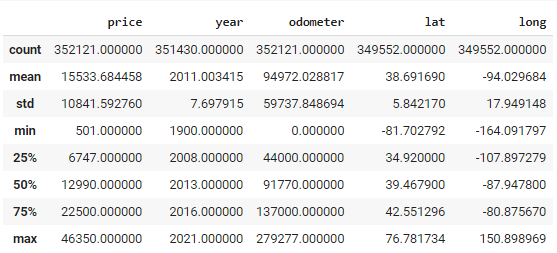 price year odometer lat long
count 352121.000000 351430.000000 352121.000000 349552.000000 349552.000000
mean 15533.684458 2011.003415 94972.028817 38.691690 -94.029684
std 10841.592760 7.697915 59737.848694 5.842170 17.949148
min 501.000000 1900.000000 0.000000 -81.702792 -164.091797
25% 6747.000000 2008.000000 44000.000000 34.920000 -107.897279
50% 12990.000000 2013.000000 91770.000000 39.467900 -87.948000
75% 22500.000000 2016.000000 137000.000000 42.551296 -80.875670
max 46350.000000 2021.000000 279277.000000 76.781734 150.898969